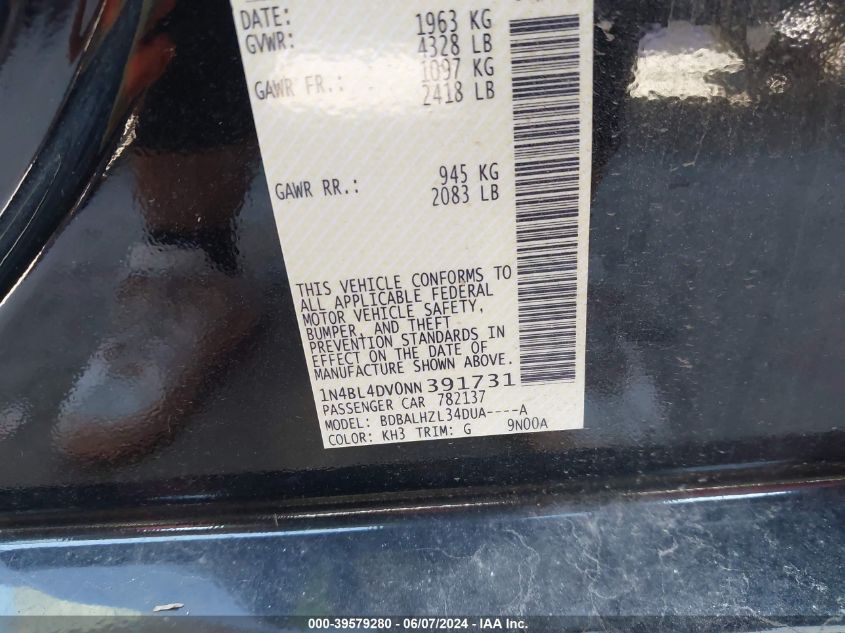 DATE:
1963 KG
GVWR:
4328 LB
1097 KG
GAWR FR.:
2418 LB
945 KG
GAWR RR.:
2083 LB
THIS VEHICLE CONFORMS TO
ALL APPLICABLE FEDERAL
MOTOR VEHICLE SAFETY,
BUMPER, AND THEFT
PREVENTION STANDARDS IN
EFFECT ON THE DATE OF
MANUFACTURE SHOWN ABOVE.
1N4BL4DV0NN391731
PASSENGER CAR 782137
MODEL: BDBALHZL34DUA----A
COLOR: KH3 TRIM: G 9N00A
000-39579280 - 06/07/2024 - IAA Inc.